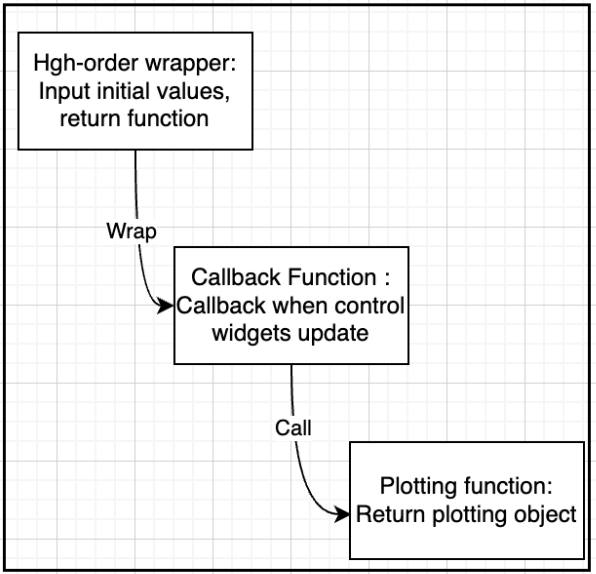 Hgh-order wrapper:
Input initial values,
return function
Wrap
Callback Function :
Callback when control
widgets update
Call
Plotting function:
Return plotting object